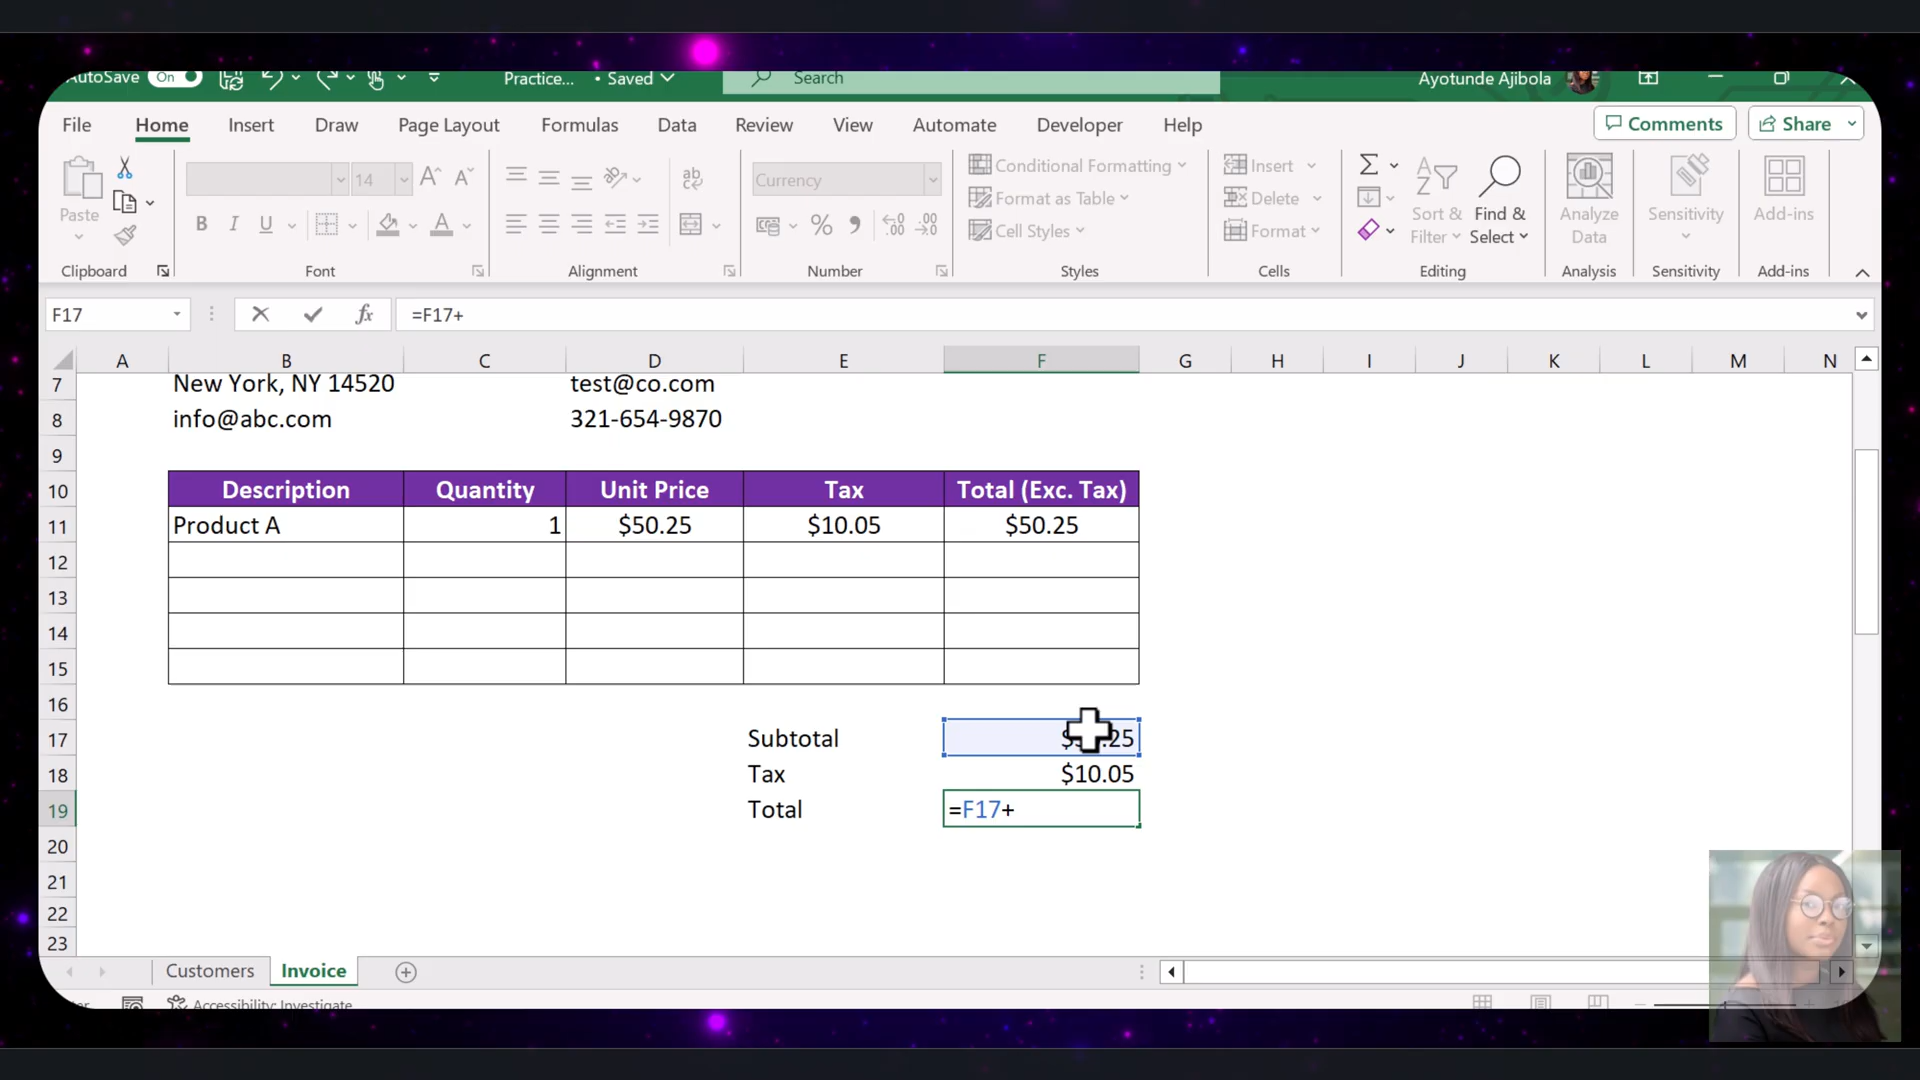 AutoSave On Practice... • Saved Search Ayotunde Ajibola
File Home Insert Draw Page Layout Formulas Data Review View Automate Developer Help Comments Share
14 A A ab Currency Conditional Formatting Insert Σ
Paste B I U A % Format as Table Delete Sort & Filter Find & Select Analyze Data Sensitivity Add-ins
Cell Styles Format
Clipboard Font Alignment Number Styles Cells Editing Analysis Sensitivity Add-ins
F17 fx =F17+
A B C D E F G H I J K L M N
7 New York, NY 14520 test@co.com
8 info@abc.com 321-654-9870
9
10 Description Quantity Unit Price Tax Total (Exc. Tax)
11 Product A 1 $50.25 $10.05 $50.25
12
13
14
15
16
17 Subtotal
18 Tax $10.05
19 Total =F17+
20
21
22
23
Customers Invoice
Accessibility: Investigate